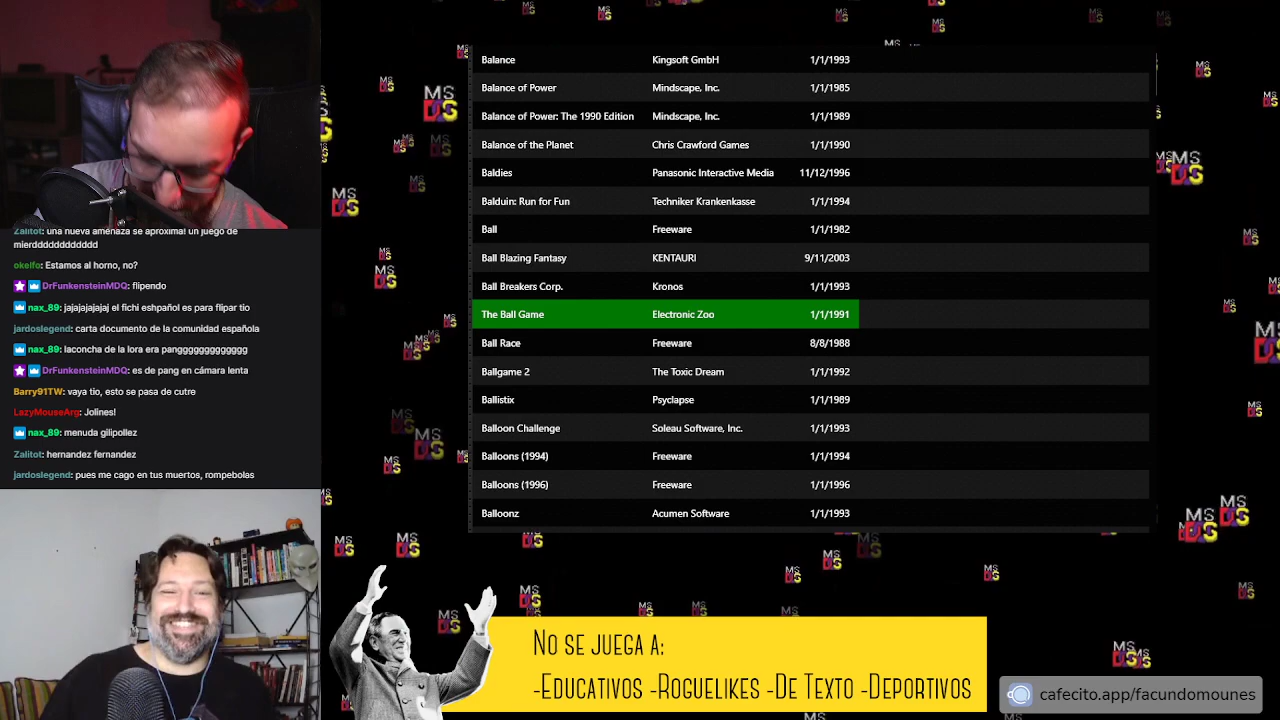 Zalitot: una nueva amenaza se aproxima! un juego de
mierdddddddddddd
okelfo: Estamos al horno, no?
DrFunkensteinMDQ: flipendo
nax_89: jajajajajaj el fichi eshpañol es para flipar tio
jardoslegend: carta documento de la comunidad española
nax_89: laconcha de la lora era panggggggggggggg
DrFunkensteinMDQ: es de pang en cámara lenta
Barry91TW: vaya tio, esto se pasa de cutre
LazyMouseArg: Jolines!
nax_89: menuda gilipollez
Zalitot: hernandez fernandez
jardoslegend: pues me cago en tus muertos, rompebolas
Balance Kingsoft GmbH 1/1/1993
Balance of Power Mindscape, Inc. 1/1/1985
Balance of Power: The 1990 Edition Mindscape, Inc. 1/1/1989
Balance of the Planet Chris Crawford Games 1/1/1990
Baldies Panasonic Interactive Media 11/12/1996
Balduin: Run for Fun Techniker Krankenkasse 1/1/1994
Ball Freeware 1/1/1982
Ball Blazing Fantasy KENTAURI 9/11/2003
Ball Breakers Corp. Kronos 1/1/1993
The Ball Game Electronic Zoo 1/1/1991
Ball Race Freeware 8/8/1988
Ballgame 2 The Toxic Dream 1/1/1992
Ballistix Psyclapse 1/1/1989
Balloon Challenge Soleau Software, Inc. 1/1/1993
Balloons (1994) Freeware 1/1/1994
Balloons (1996) Freeware 1/1/1996
Balloonz Acumen Software 1/1/1993
MS DOS
No se juega a:
-Educativos -Roguelikes -De Texto -Deportivos
cafecito.app/facundomounes